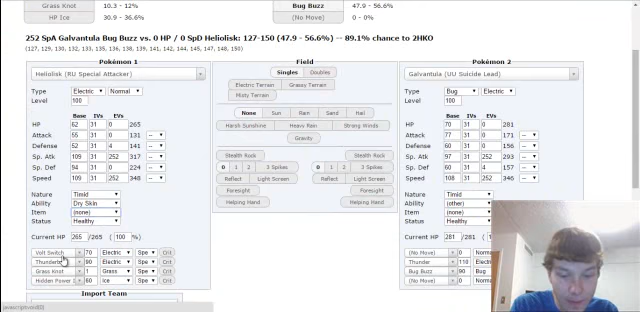 Grass Knot 10.3 - 12% Bug Buzz 47.9 - 56.6%
HP Ice 30.9 - 36.6% (No Move) 0 - 0%
252 SpA Galvantula Bug Buzz vs. 0 HP / 0 SpD Heliolisk: 127-150 (47.9 - 56.6%) -- 89.1% chance to 2HKO
(127, 129, 130, 132, 133, 135, 136, 138, 139, 141, 142, 144, 145, 147, 148, 150)
Pokémon 1
Heliolisk (RU Special Attacker)
Type Electric Normal
Level 100
Base IVs EVs
HP 62 31 0 265
Attack 55 31 0 131 --
Defense 52 31 4 141 --
Sp. Atk 109 31 252 317 --
Sp. Def 94 31 0 224 --
Speed 109 31 252 348 --
Nature Timid
Ability Dry Skin
Item (none)
Status Healthy
Current HP 265 /265 ( 100 %)
Volt Switch 70 Electric Spe Crit
90 Electric Spe Crit
Grass Knot 1 Grass Spe Crit
Hidden Power 60 Ice Spe Crit
Import Team
Field
Singles Doubles
Electric Terrain Grassy Terrain
Misty Terrain
None Sun Rain Sand Hail
Harsh Sunshine Heavy Rain Strong Winds
Gravity
Stealth Rock Stealth Rock
0 1 2 3 Spikes 0 1 2 3 Spikes
Reflect Light Screen Reflect Light Screen
Foresight Foresight
Helping Hand Helping Hand
Pokémon 2
Galvantula (UU Suicide Lead)
Type Bug Electric
Level 100
Base IVs EVs
HP 70 31 0 281
Attack 77 31 0 171 --
Defense 60 31 0 156 --
Sp. Atk 97 31 252 293 --
Sp. Def 60 31 4 157 --
Speed 108 31 252 346 --
Nature Timid
Ability (other)
Item (none)
Status Healthy
Current HP 281 /281 ( 100
(No Move) 0 Norma
Thunder 110 Electri
Bug Buzz 90 Bug
(No Move) 0 Norma
javascript:void(0)